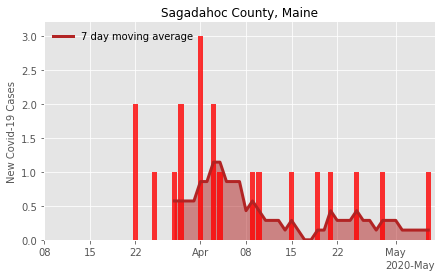 Sagadahoc County, Maine
7 day moving average
New Covid-19 Cases
3.0
2.5
2.0
1.5
1.0
0.5
0.0
08 15 22 Apr 08 15 22 May
2020-May